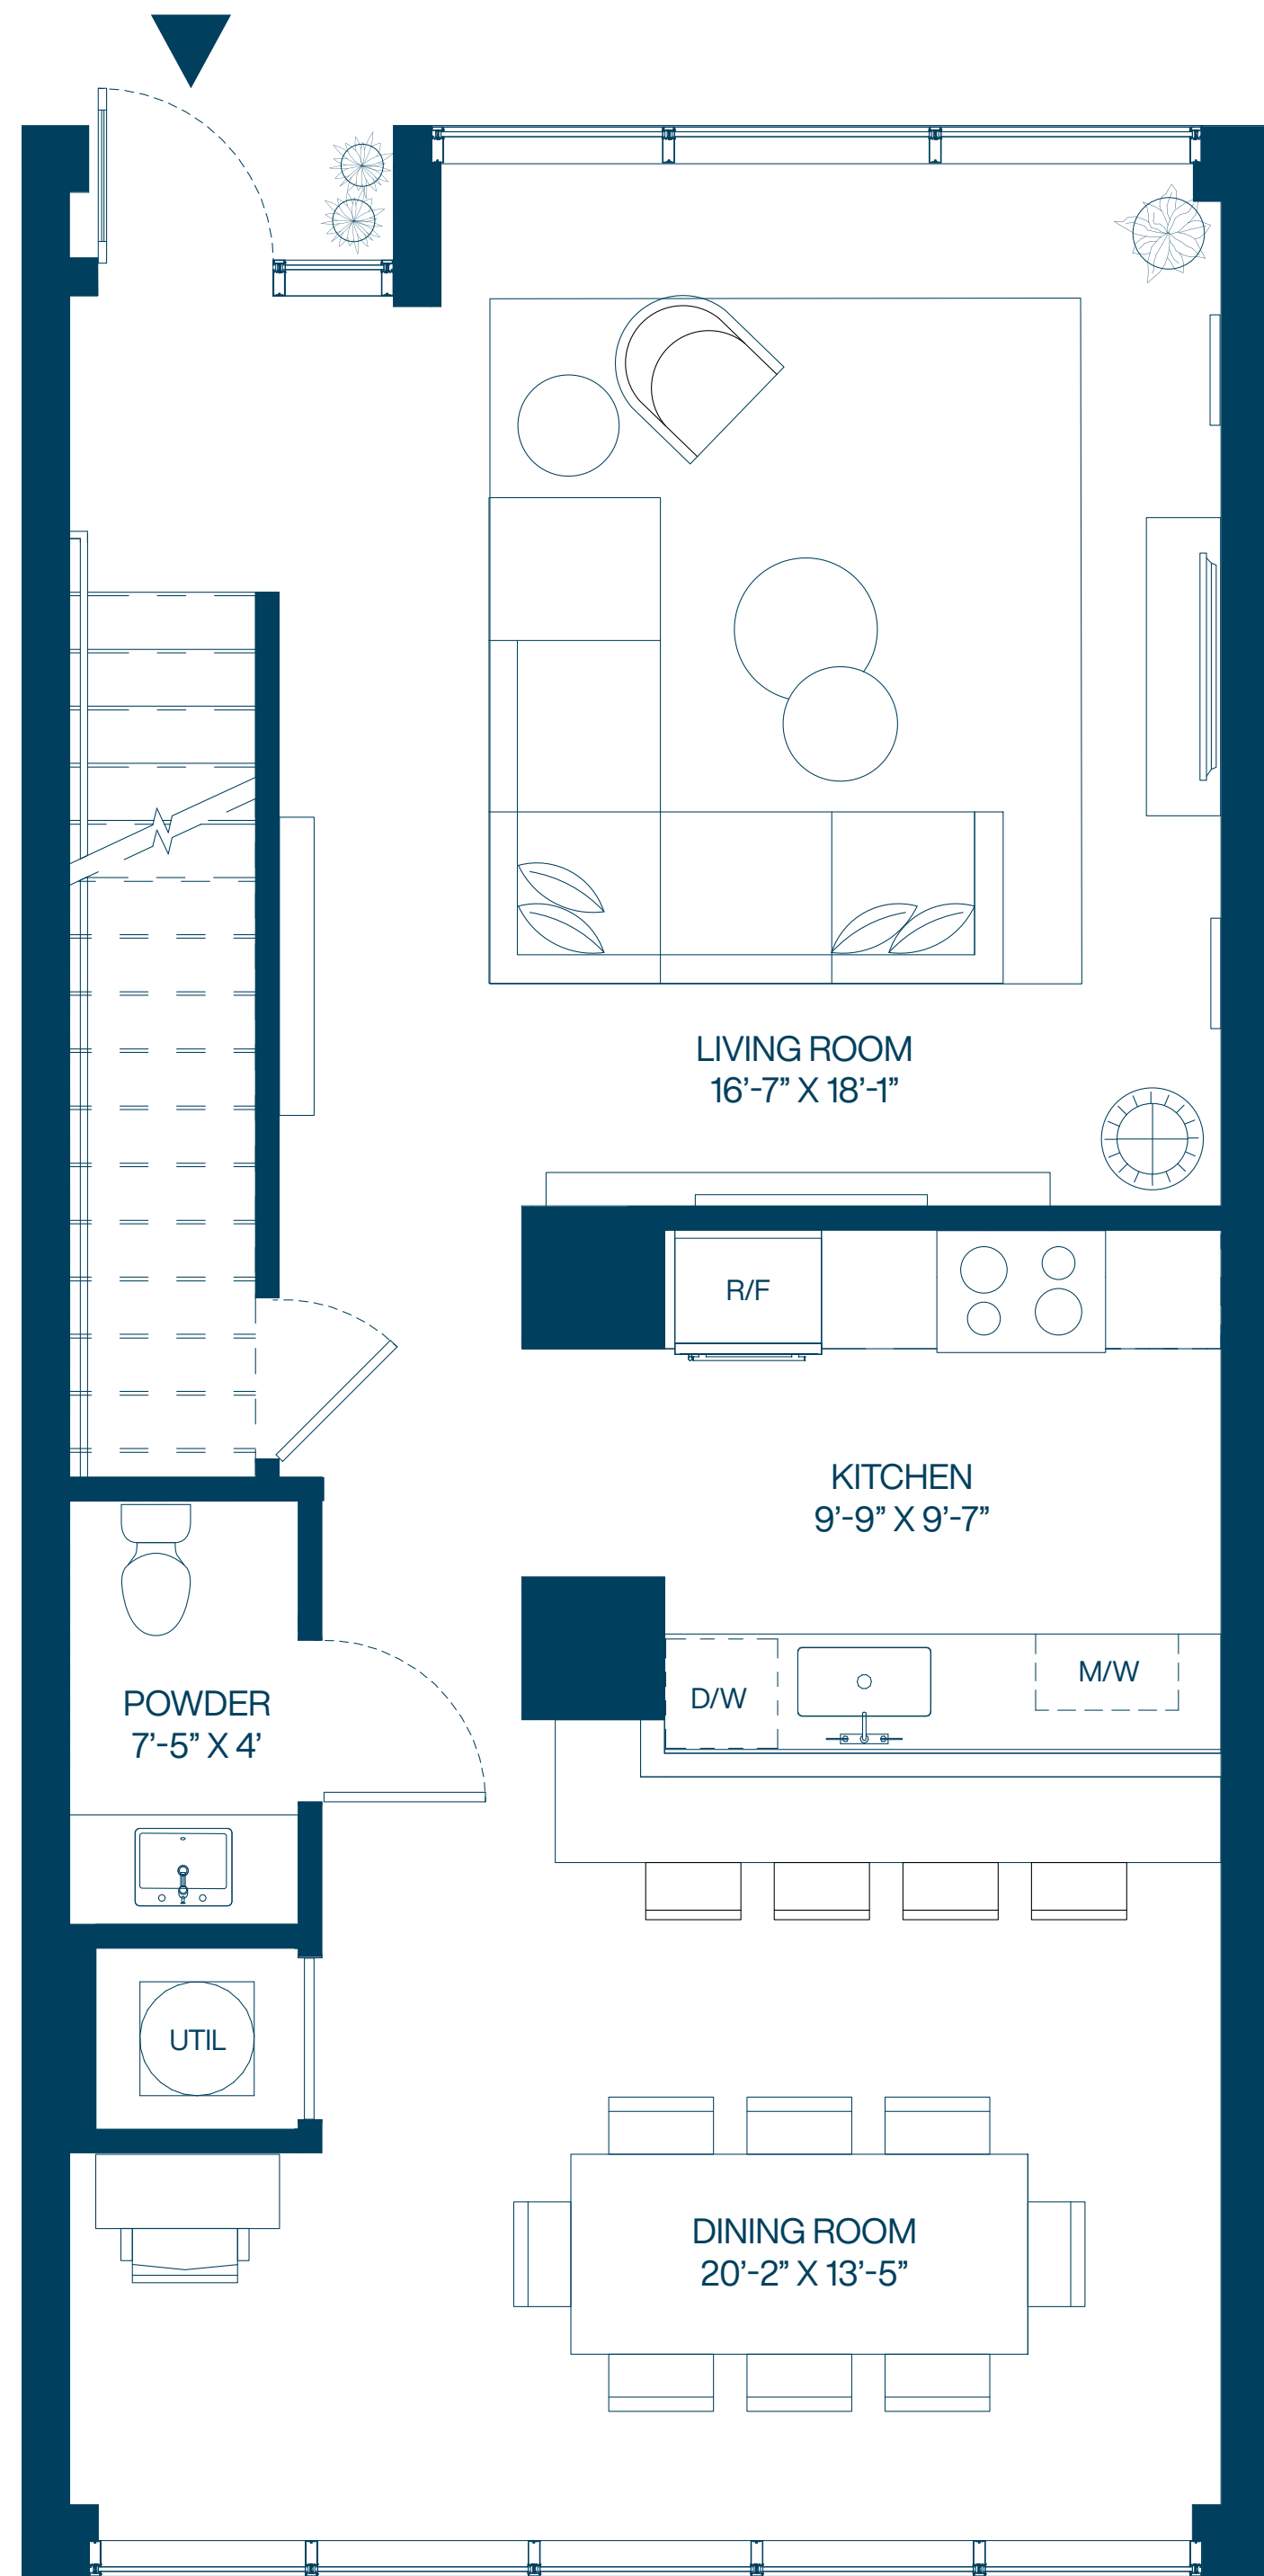 LIVING ROOM
16’-7” X 18’-1”
R/F
KITCHEN
9’-9” X 9’-7”
D/W
M/W
POWDER
7’-5” X 4’
UTIL
DINING ROOM
20’-2” X 13’-5”